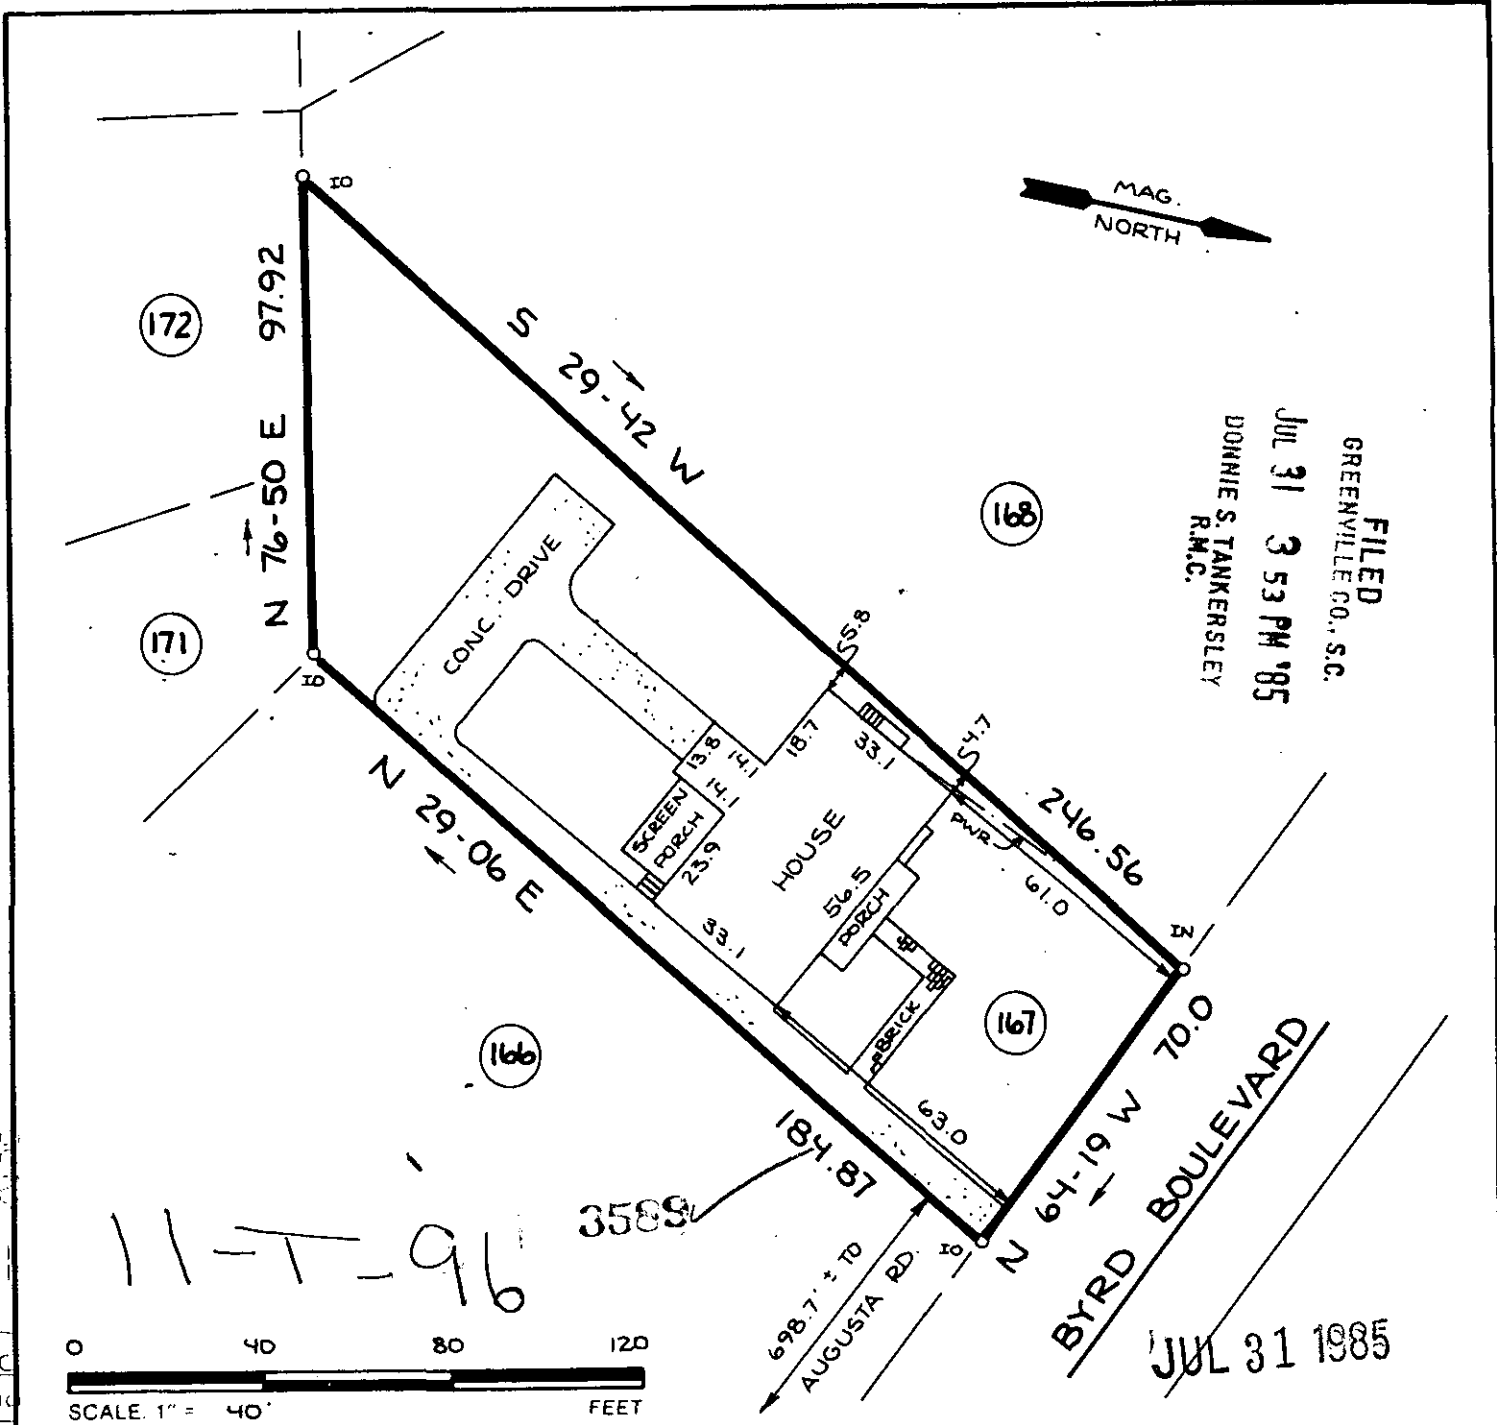 MAG.
NORTH
IO
172
N 76-50 E 97.92
S 29-42 W
246.56
168
FILED
GREENVILLE CO., S.C.
JUL 31 3 53 PM '85
DONNIE S. TANKERSLEY
R.M.C.
171
IO
CONC. DRIVE
5.8
4.7
18.7
33.1
13.8
14.1
14.1
SCREEN
PORCH
23.9
HOUSE
PWR
61.0
56.5
PORCH
33.1
IN
N 29-06 E
184.87
BRICK
167
166
63.0
N 64-19 W 70.0
BYRD BOULEVARD
IO
698.7' ± TO
AUGUSTA RD.
3589
11-T-96
JUL 31 1985
0 40 80 120
SCALE. 1" = 40' FEET